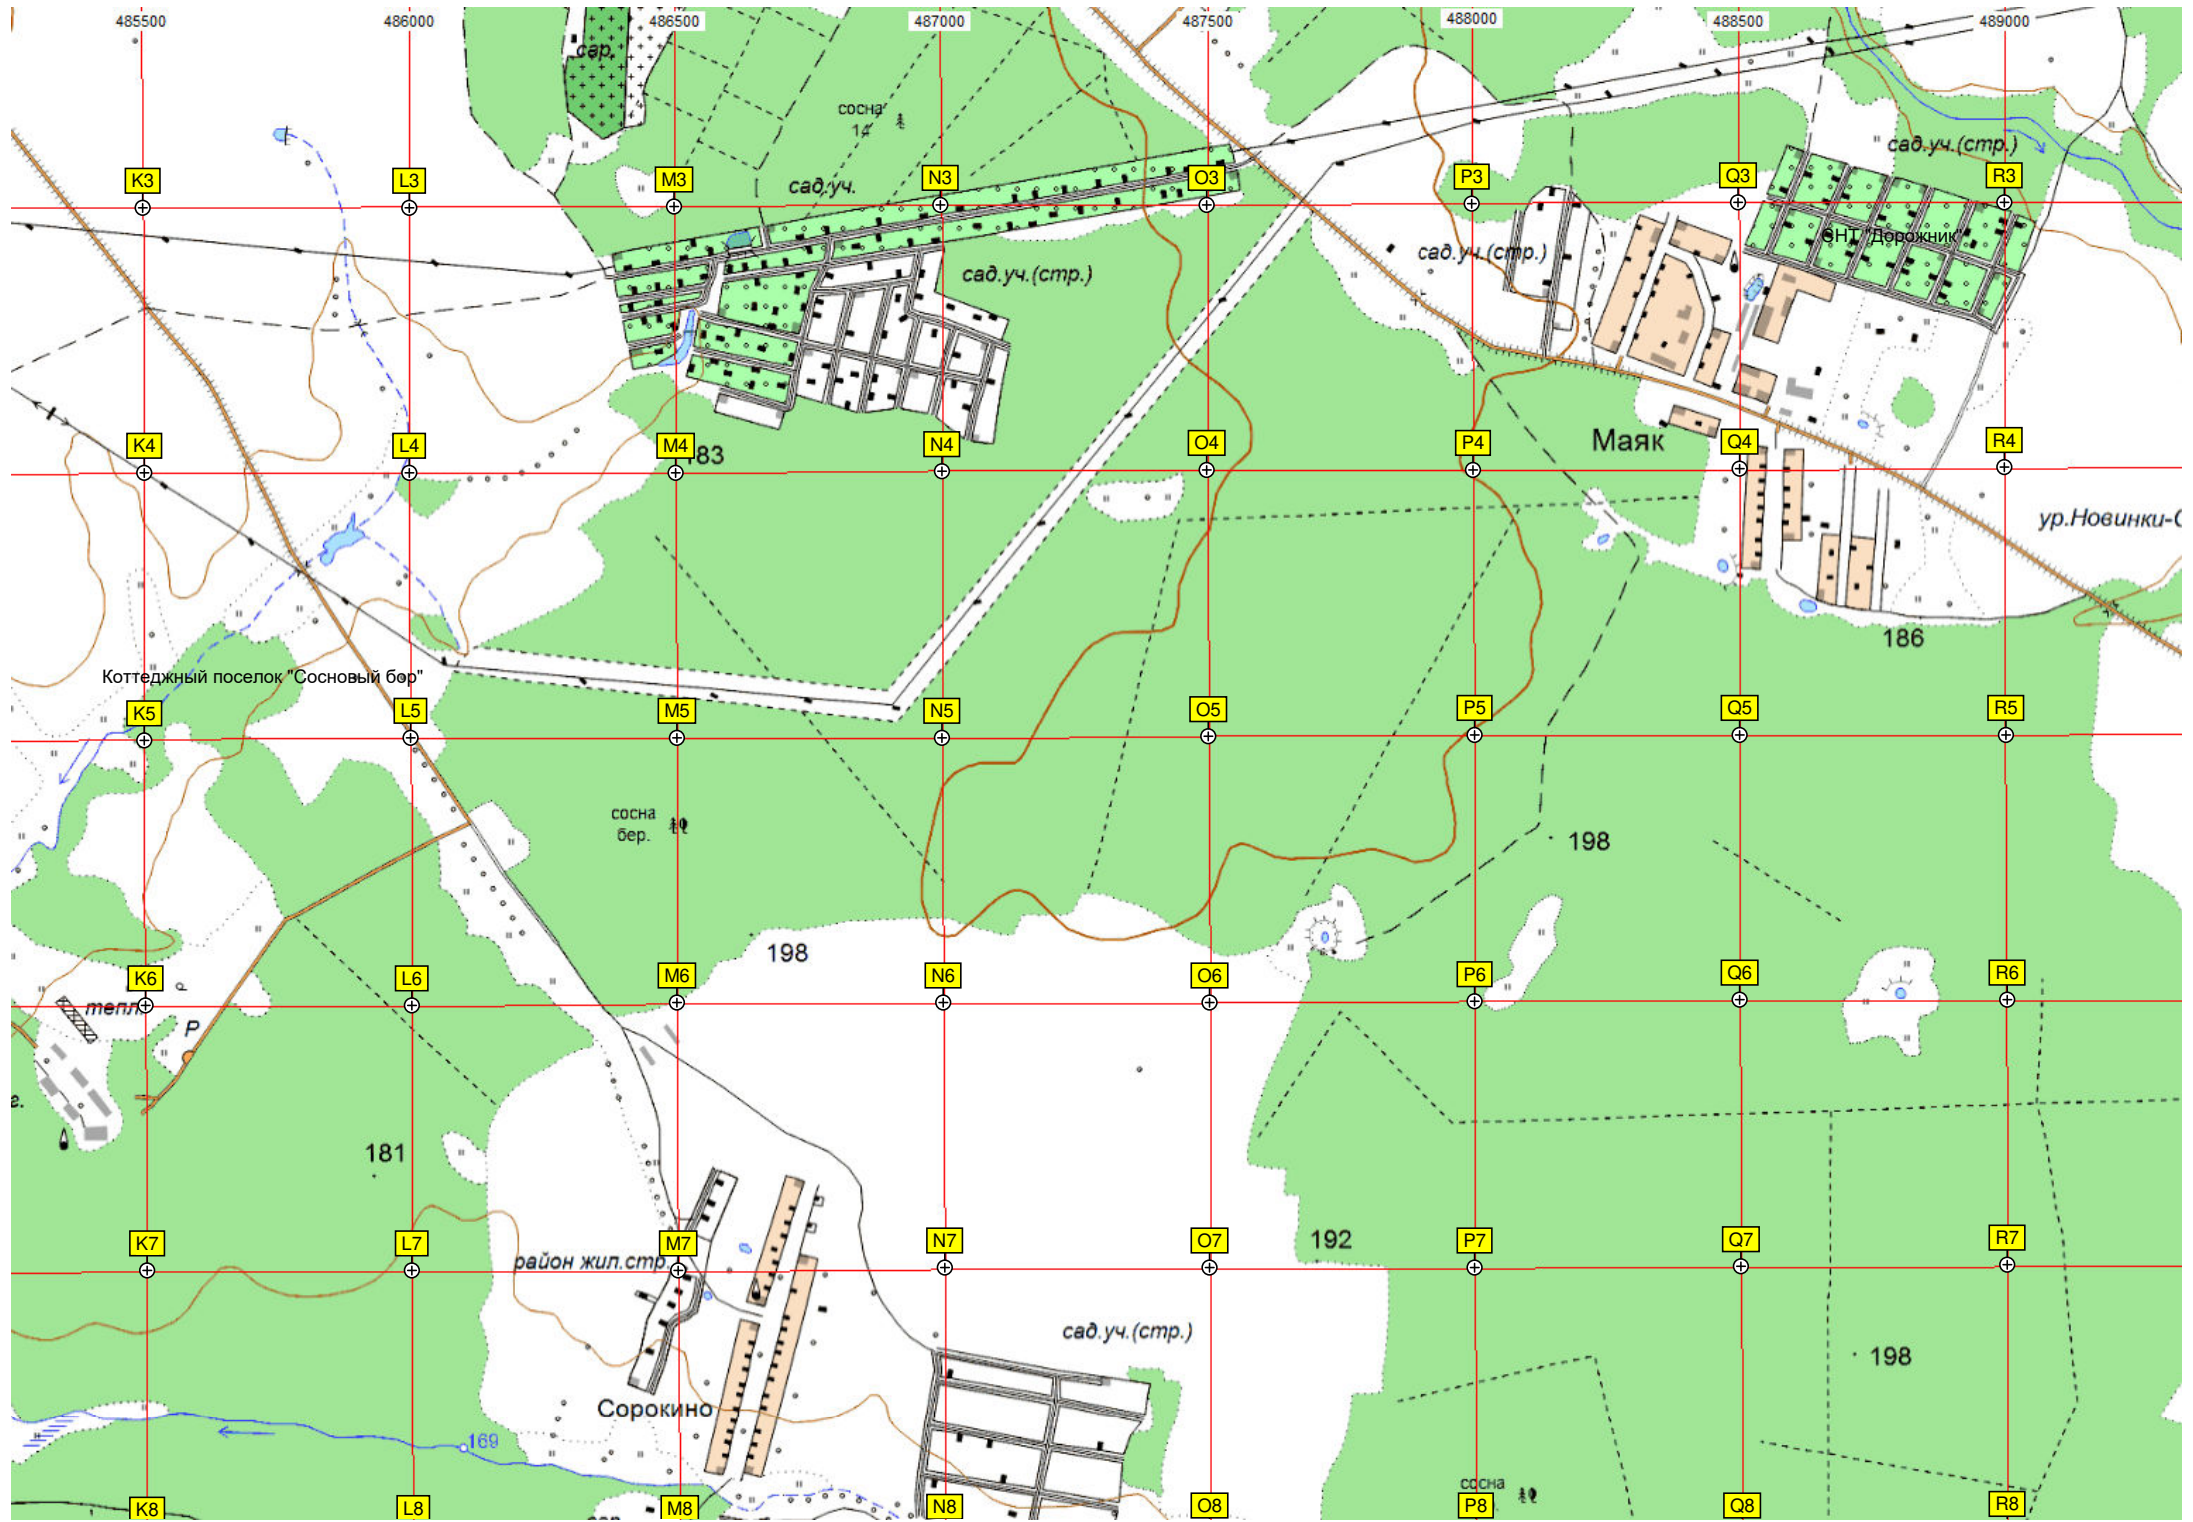 485500 486000 486500 487000 487500 488000 488500 489000
сар.
сосна
14
сад.уч.(стр.)
K3 L3 M3 N3 O3 P3 Q3 R3
сад.уч.
СНТ "Дорожник"
сад.уч.(стр.)
сад.уч.(стр.)
Маяк
K4 L4 M4 N4 O4 P4 Q4 R4
183
ур.Новинки-С
186
Коттеджный поселок "Сосновый бор"
K5 L5 M5 N5 O5 P5 Q5 R5
сосна
бер.
198
198
K6 L6 M6 N6 O6 P6 Q6 R6
тепл.
Р
г.
181
K7 L7 M7 N7 O7 P7 Q7 R7
192
район жил.стр.
сад.уч.(стр.)
198
Сорокино
169
сосна
K8 L8 M8 N8 O8 P8 Q8 R8